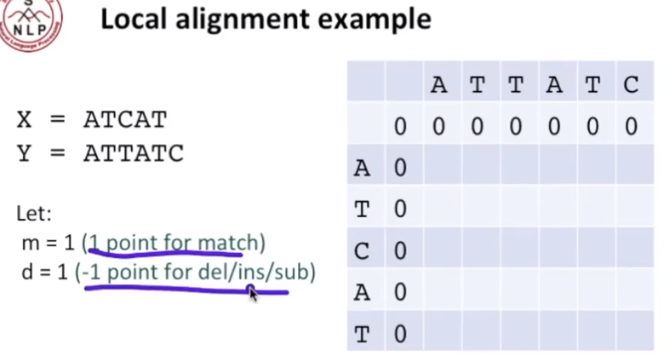 S
NLP
Local alignment example
X = ATCAT
Y = ATTATC
Let:
m = 1 (1 point for match)
d = 1 (-1 point for del/ins/sub)
A T T A T C
0 0 0 0 0 0 0
A 0
T 0
C 0
A 0
T 0